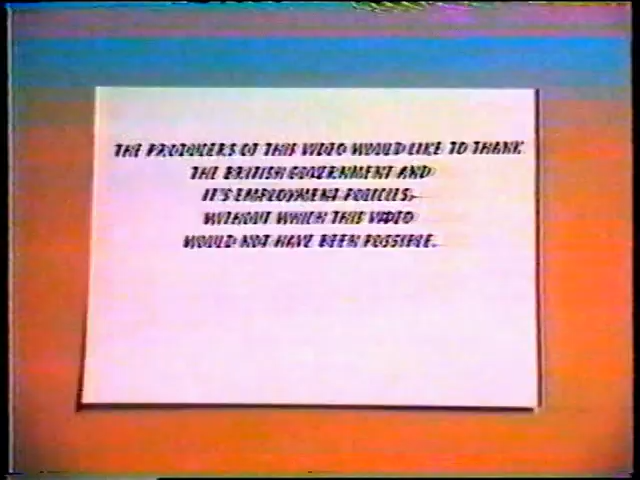 THE PRODUCERS OF THIS VIDEO WOULD LIKE TO THANK
THE BRITISH GOVERNMENT AND
IT'S EMPLOYMENT POLICIES,
WITHOUT WHICH THIS VIDEO
WOULD NOT HAVE BEEN POSSIBLE.